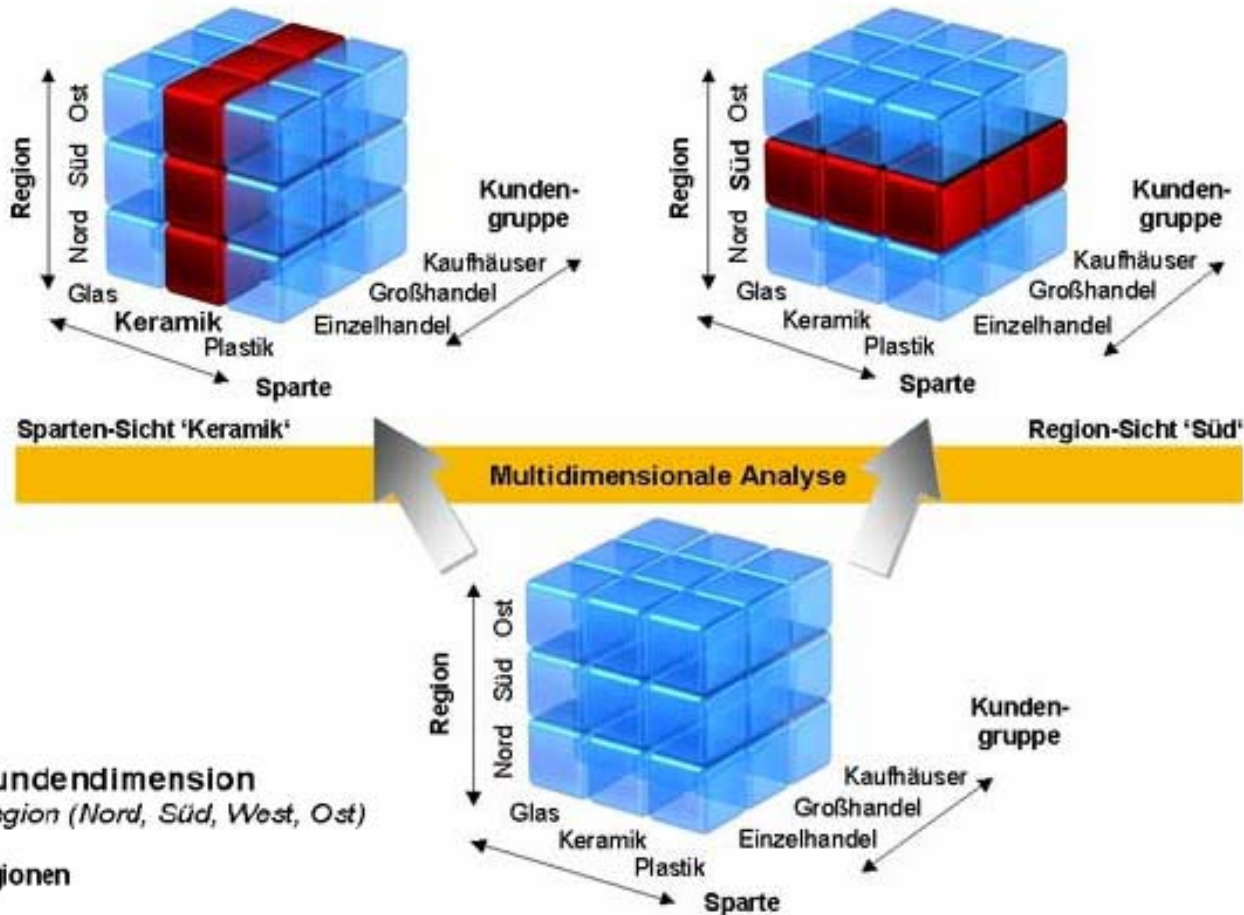 Region
Ost
Süd
Nord
Glas
Keramik
Plastik
Sparte
Einzelhandel
Großhandel
Kaufhäuser
Kunden-
gruppe
Region
Ost
Süd
Nord
Glas
Keramik
Plastik
Sparte
Einzelhandel
Großhandel
Kaufhäuser
Kunden-
gruppe
Sparten-Sicht ‘Keramik‘
Region-Sicht ‘Süd‘
Multidimensionale Analyse
Region
Ost
Süd
Nord
Glas
Keramik
Plastik
Sparte
Einzelhandel
Großhandel
Kaufhäuser
Kunden-
gruppe
undendimension
egion (Nord, Süd, West, Ost)
gionen